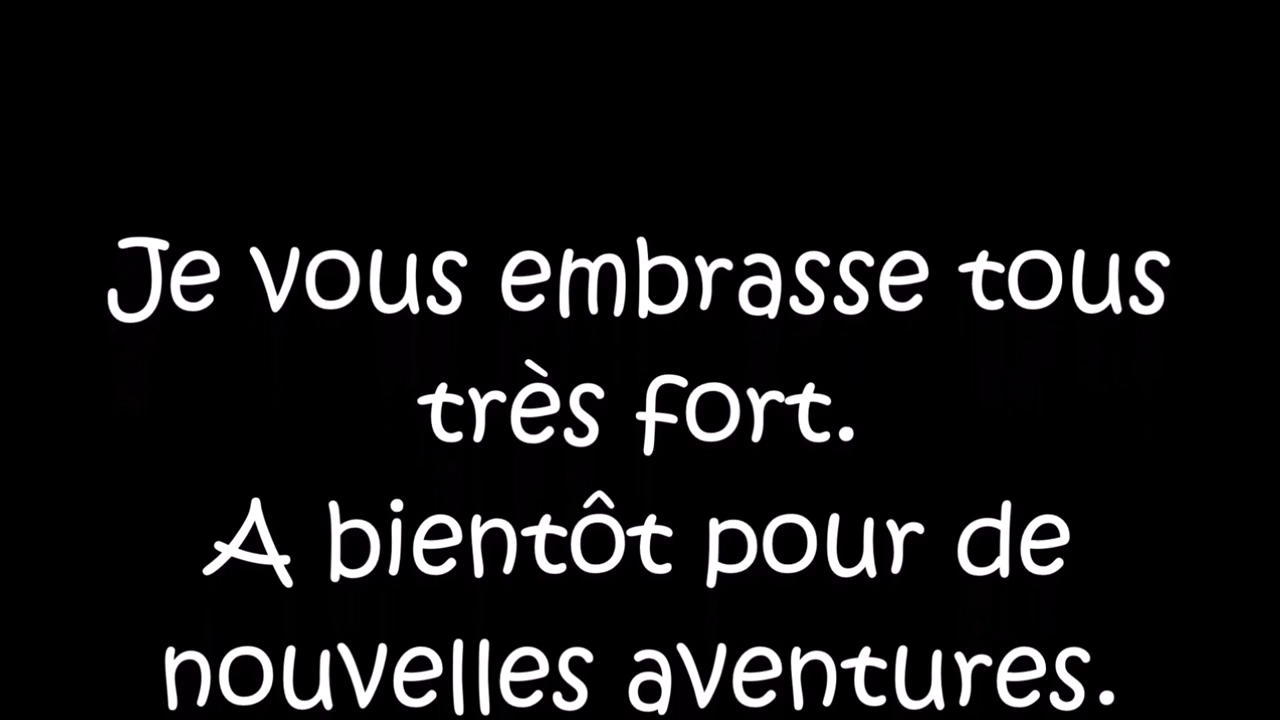 Je vous embrasse tous
très fort.
A bientôt pour de
nouvelles aventures.